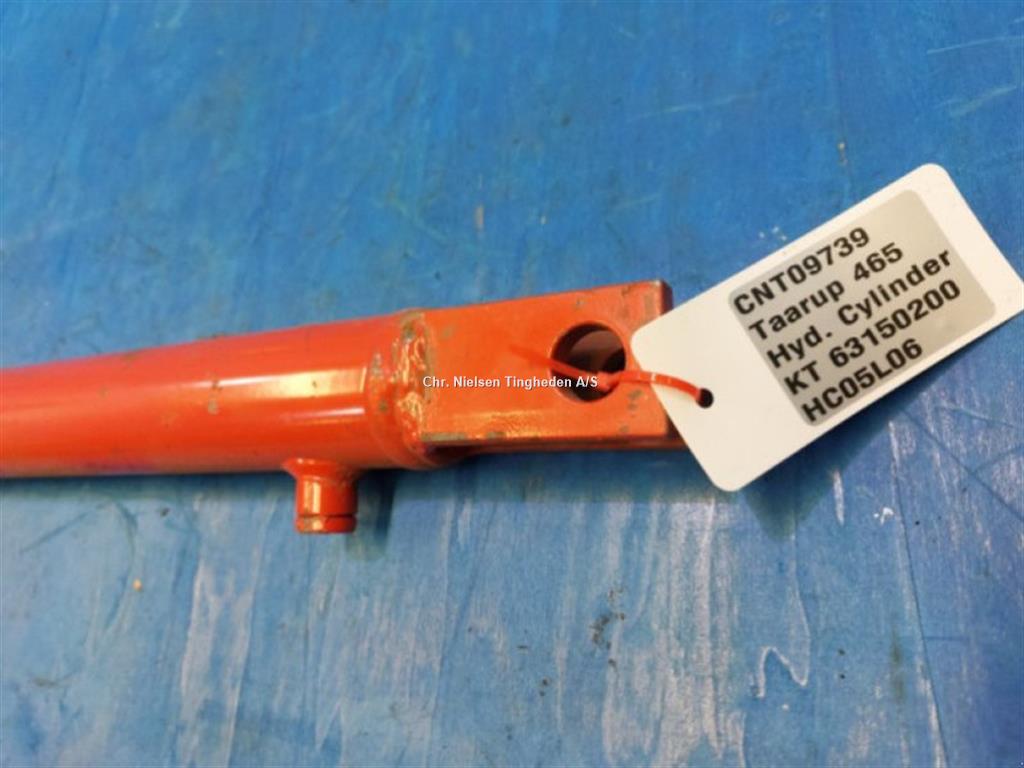 CNT09739
Taarup 465
Hyd. Cylinder
KT 63150200
HC05L06
Chr. Nielsen Tingheden A/S